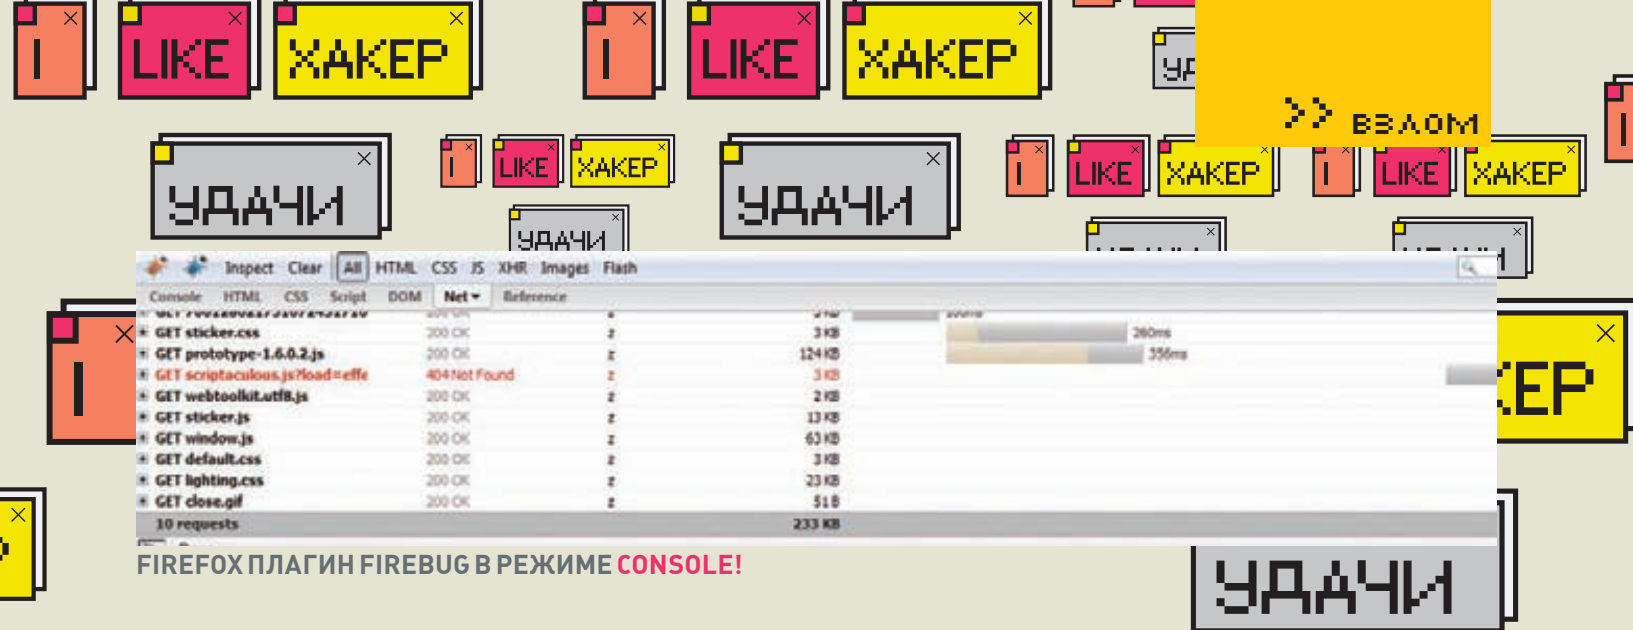 I LIKE ХАКЕР I LIKE ХАКЕР
>> ВЗЛОМ
УДАЧИ I LIKE ХАКЕР УДАЧИ I LIKE ХАКЕР I LIKE ХАКЕР
УДАЧИ
Inspect Clear All HTML CSS JS XHR Images Flash
Console HTML CSS Script DOM Net Reference
GET sticker.css 200 OK z 3 KB 260ms
GET prototype-1.6.0.2.js 200 OK z 124 KB 356ms
GET scriptaculous.js?load=effe 404 Not Found z 3 KB
GET webtoolkit.utf8.js 200 OK z 2 KB
GET sticker.js 200 OK z 13 KB
GET window.js 200 OK z 63 KB
GET default.css 200 OK z 3 KB
GET lighting.css 200 OK z 23 KB
GET close.gif 200 OK z 51 B
10 requests 233 KB
FIREFOX ПЛАГИН FIREBUG В РЕЖИМЕ CONSOLE!
УДАЧИ